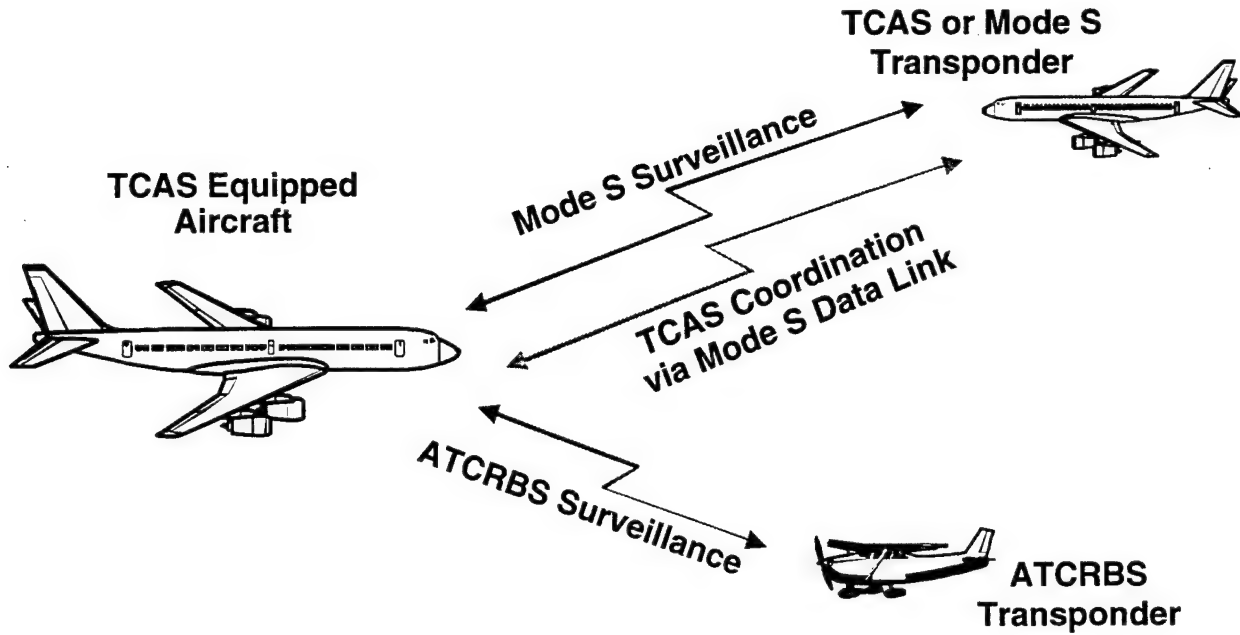 TCAS or Mode S
Transponder
Mode S Surveillance
TCAS Equipped
Aircraft
TCAS Coordination
via Mode S Data Link
ATCRBS Surveillance
ATCRBS
Transponder